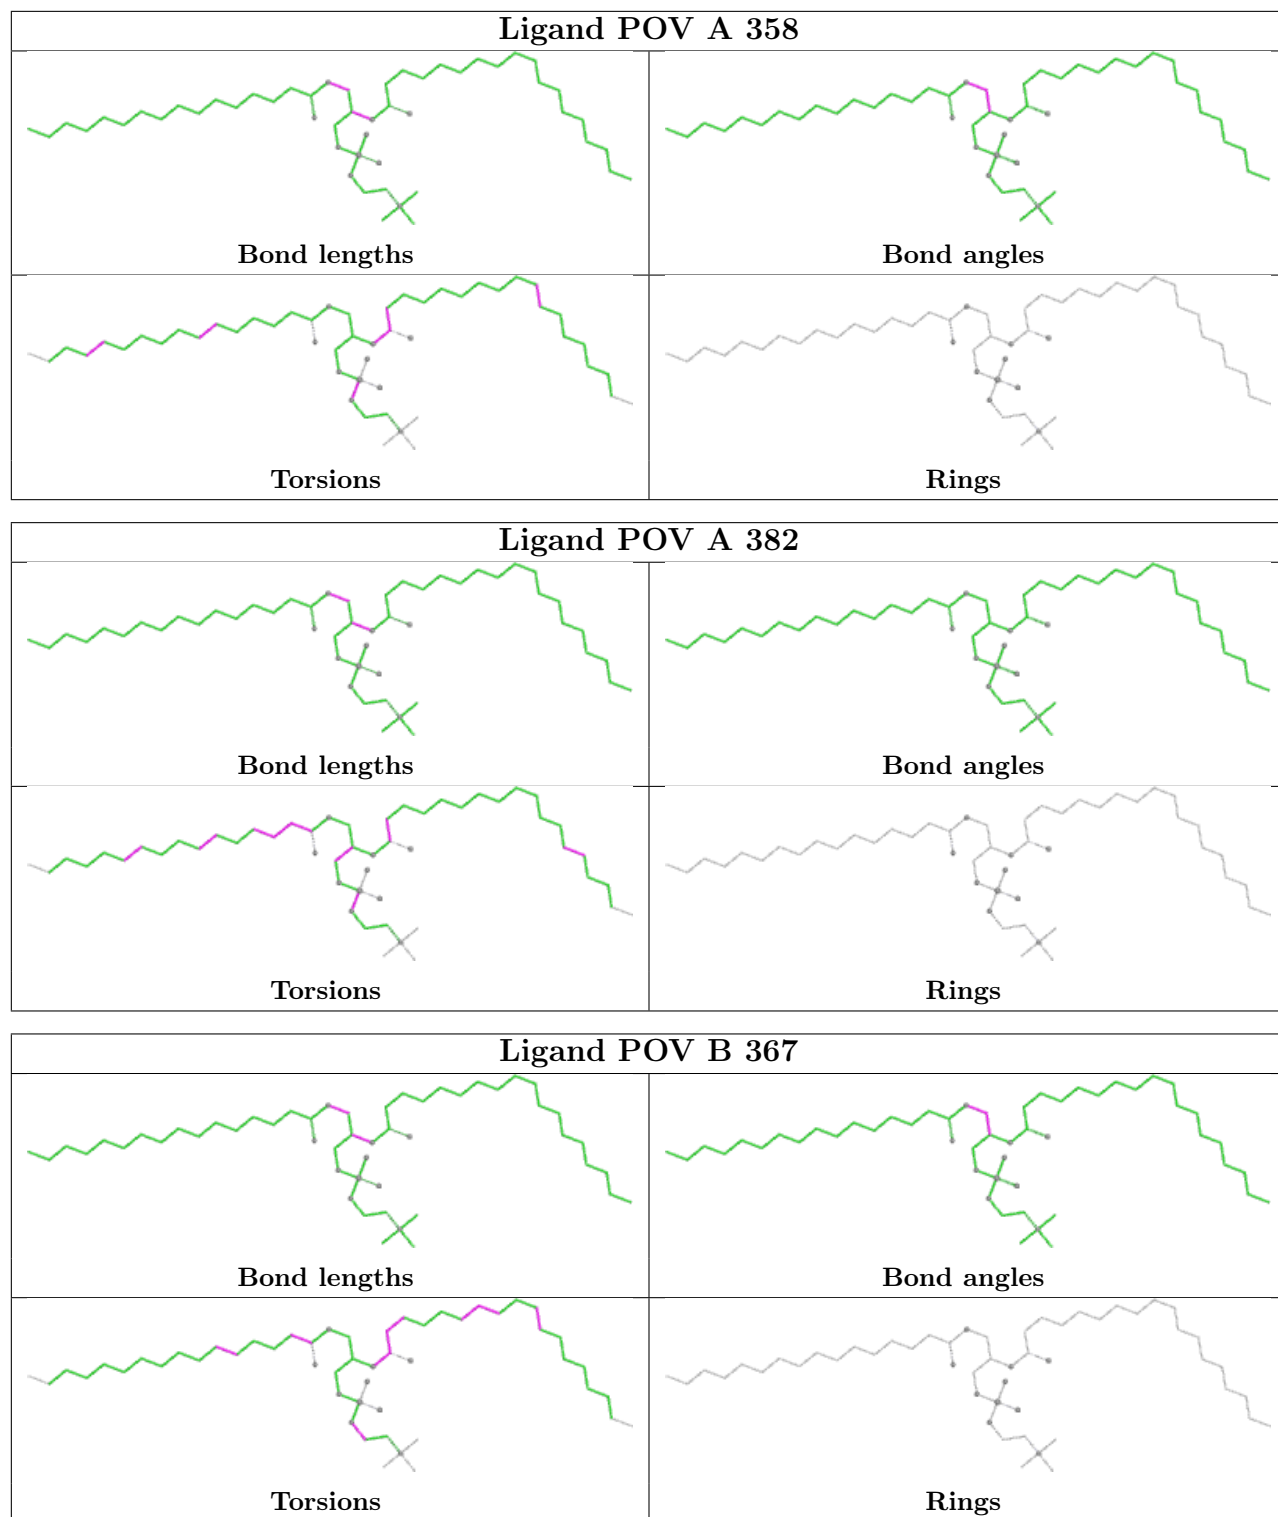 Ligand POV A 358
Bond lengths
Bond angles
Torsions
Rings
Ligand POV A 382
Bond lengths
Bond angles
Torsions
Rings
Ligand POV B 367
Bond lengths
Bond angles
Torsions
Rings